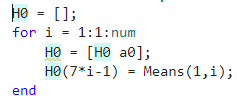 H0 = [];
for i = 1:1:num
    H0 = [H0 a0];
    H0(7*i-1) = Means(1,i);
end